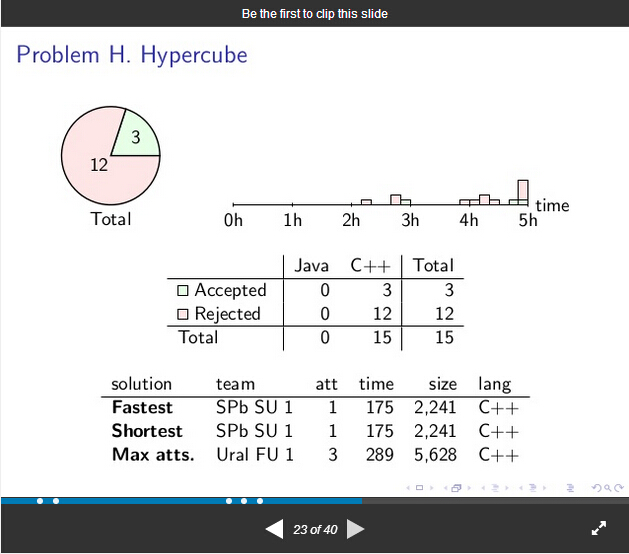 Be the first to clip this slide
Problem H. Hypercube
3
12
Total
0h 1h 2h 3h 4h 5h time
Java C++ Total
Accepted 0 3 3
Rejected 0 12 12
Total 0 15 15
solution team att time size lang
Fastest SPb SU 1 1 175 2,241 C++
Shortest SPb SU 1 1 175 2,241 C++
Max atts. Ural FU 1 3 289 5,628 C++
23 of 40